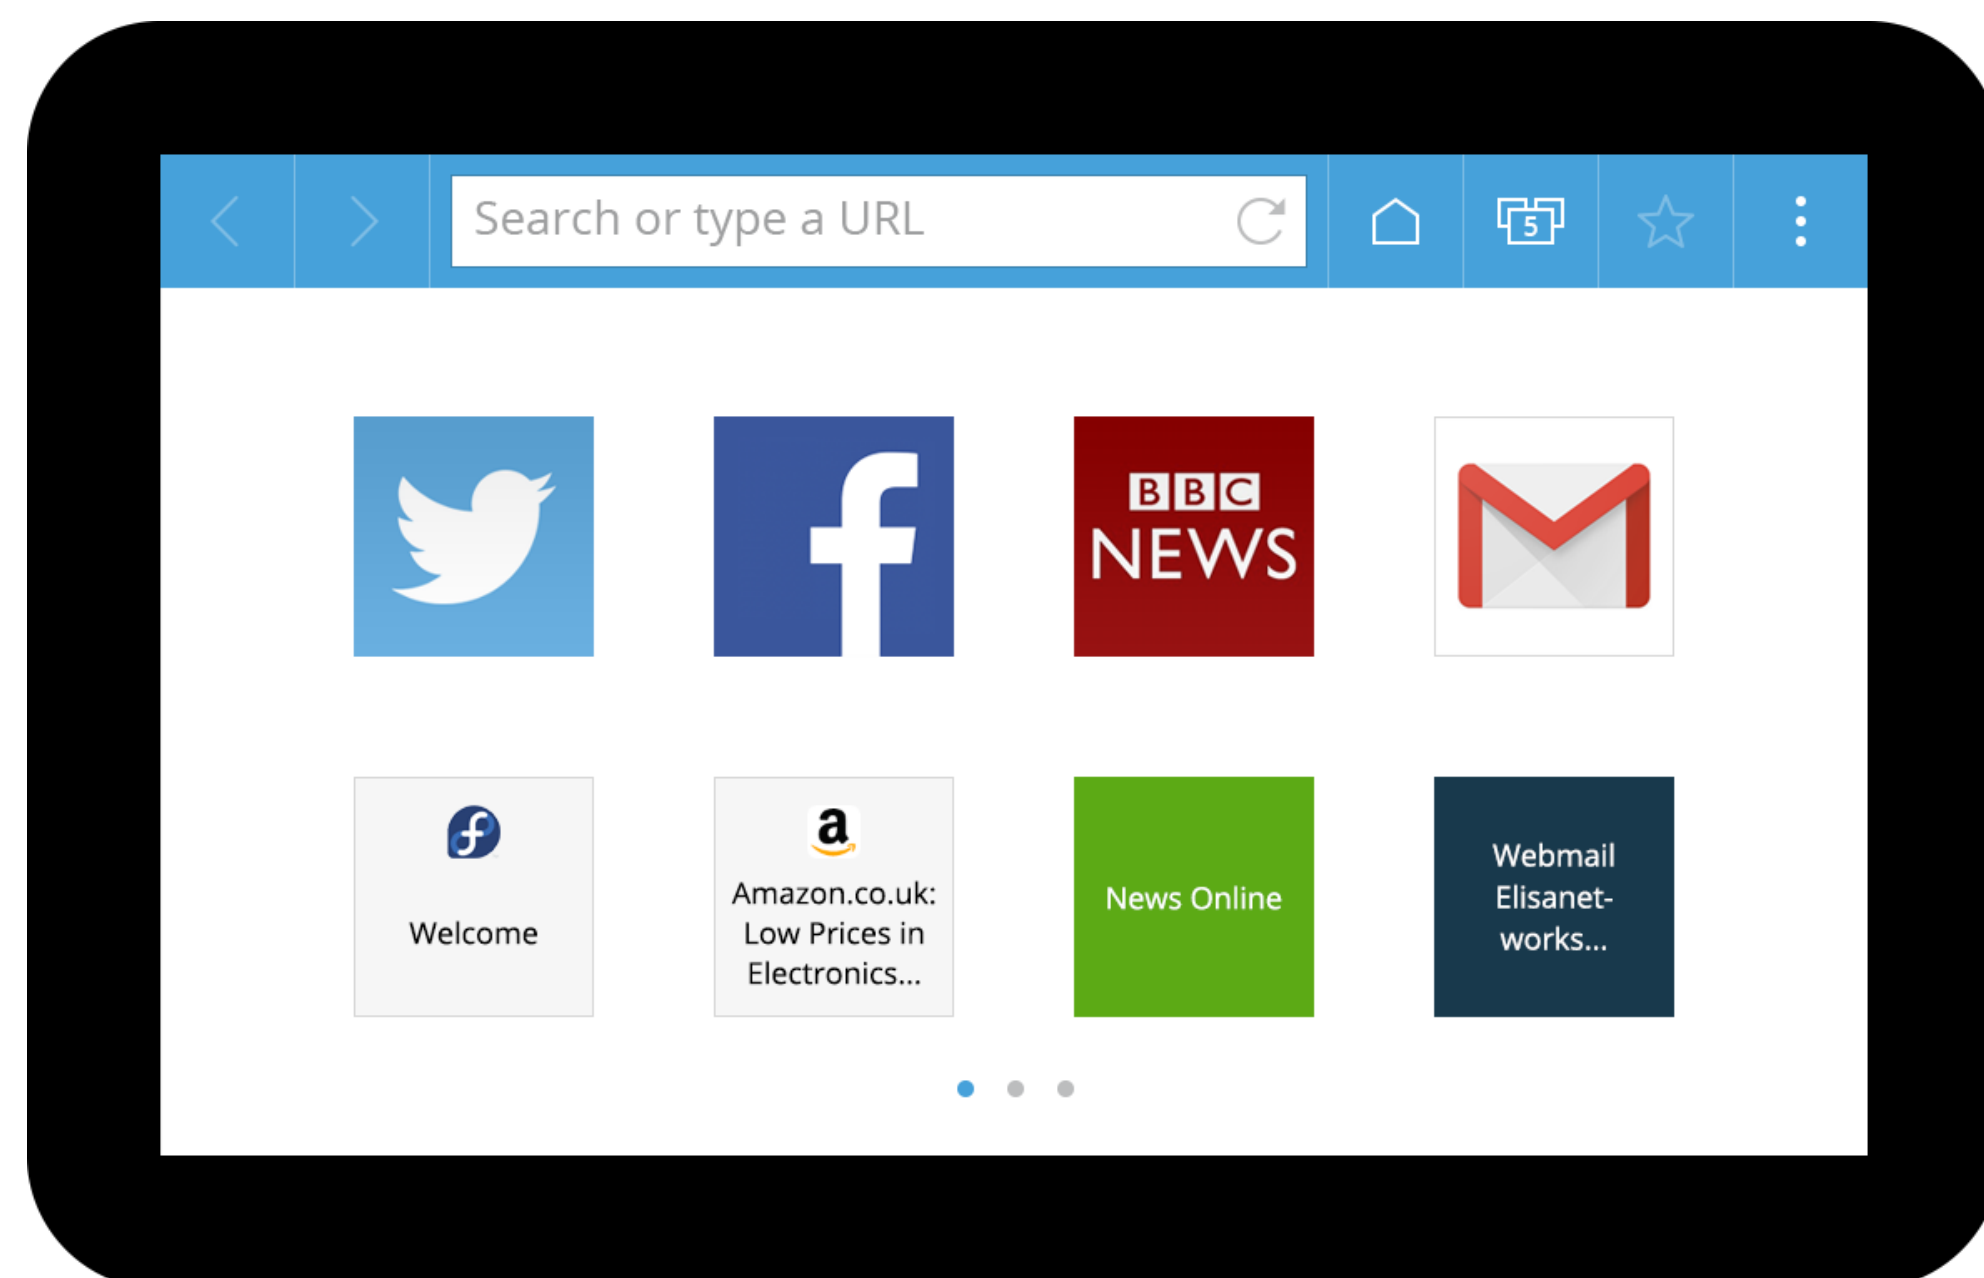 Search or type a URL
5
BBC
NEWS
Welcome
a
Amazon.co.uk:
Low Prices in
Electronics...
News Online
Webmail
Elisanet-
works...